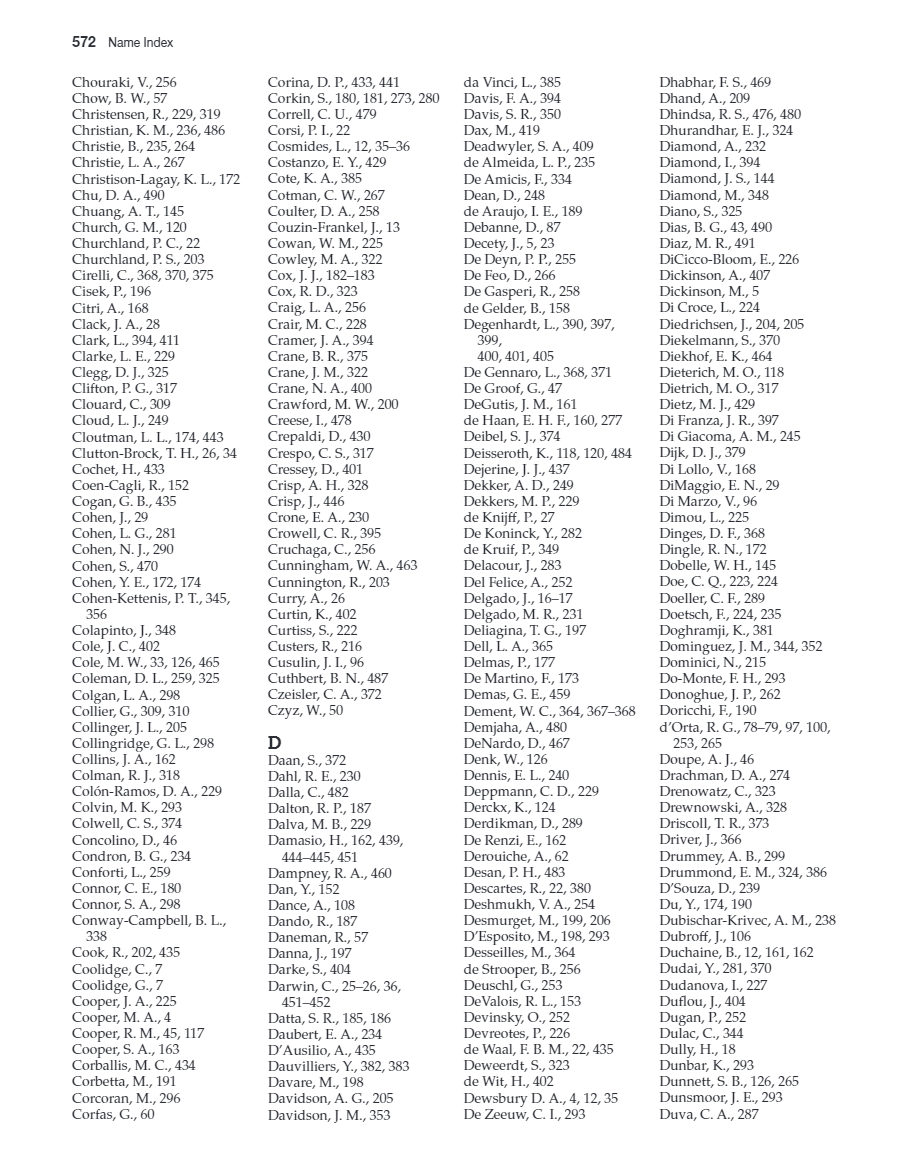 572 Name Index
Chouraki, V., 256
Chow, B. W., 57
Christensen, R., 229, 319
Christian, K. M., 236, 486
Christie, B., 235, 264
Christie, L. A., 267
Christison-Lagay, K. L., 172
Chu, D. A., 490
Chuang, A. T., 145
Church, G. M., 120
Churchland, P. C., 22
Churchland, P. S., 203
Cirelli, C., 368, 370, 375
Cisek, P., 196
Citri, A., 168
Clack, J. A., 28
Clark, L., 394, 411
Clarke, L. E., 229
Clegg, D. J., 325
Clifton, P. G., 317
Clouard, C., 309
Cloud, L. J., 249
Cloutman, L. L., 174, 443
Clutton-Brock, T. H., 26, 34
Cochet, H., 433
Coen-Cagli, R., 152
Cogan, G. B., 435
Cohen, J., 29
Cohen, L. G., 281
Cohen, N. J., 290
Cohen, S., 470
Cohen, Y. E., 172, 174
Cohen-Kettenis, P. T., 345,
356
Colapinto, J., 348
Cole, J. C., 402
Cole, M. W., 33, 126, 465
Coleman, D. L., 259, 325
Colgan, L. A., 298
Collier, G., 309, 310
Collinger, J. L., 205
Collingridge, G. L., 298
Collins, J. A., 162
Colman, R. J., 318
Colón-Ramos, D. A., 229
Colvin, M. K., 293
Colwell, C. S., 374
Concolino, D., 46
Condron, B. G., 234
Conforti, L., 259
Connor, C. E., 180
Connor, S. A., 298
Conway-Campbell, B. L.,
338
Cook, R., 202, 435
Coolidge, C., 7
Coolidge, G., 7
Cooper, J. A., 225
Cooper, M. A., 4
Cooper, R. M., 45, 117
Cooper, S. A., 163
Corballis, M. C., 434
Corbetta, M., 191
Corcoran, M., 296
Corfas, G., 60
Corina, D. P., 433, 441
Corkin, S., 180, 181, 273, 280
Correll, C. U., 479
Corsi, P. I., 22
Cosmides, L., 12, 35–36
Costanzo, E. Y., 429
Cote, K. A., 385
Cotman, C. W., 267
Coulter, D. A., 258
Couzin-Frankel, J., 13
Cowan, W. M., 225
Cowley, M. A., 322
Cox, J. J., 182–183
Cox, R. D., 323
Craig, L. A., 256
Crair, M. C., 228
Cramer, J. A., 394
Crane, B. R., 375
Crane, J. M., 322
Crane, N. A., 400
Crawford, M. W., 200
Creese, I., 478
Crepaldi, D., 430
Crespo, C. S., 317
Cressey, D., 401
Crisp, A. H., 328
Crisp, J., 446
Crone, E. A., 230
Crowell, C. R., 395
Cruchaga, C., 256
Cunningham, W. A., 463
Cunnington, R., 203
Curry, A., 26
Curtin, K., 402
Curtiss, S., 222
Custers, R., 216
Cusulin, J. I., 96
Cuthbert, B. N., 487
Czeisler, C. A., 372
Czyz, W., 50
D
Daan, S., 372
Dahl, R. E., 230
Dalla, C., 482
Dalton, R. P., 187
Dalva, M. B., 229
Damasio, H., 162, 439,
444–445, 451
Dampney, R. A., 460
Dan, Y., 152
Dance, A., 108
Dando, R., 187
Daneman, R., 57
Danna, J., 197
Darke, S., 404
Darwin, C., 25–26, 36,
451–452
Datta, S. R., 185, 186
Daubert, E. A., 234
D’Ausilio, A., 435
Dauvilliers, Y., 382, 383
Davare, M., 198
Davidson, A. G., 205
Davidson, J. M., 353
da Vinci, L., 385
Davis, F. A., 394
Davis, S. R., 350
Dax, M., 419
Deadwyler, S. A., 409
de Almeida, L. P., 235
De Amicis, F., 334
Dean, D., 248
de Araujo, I. E., 189
Debanne, D., 87
Decety, J., 5, 23
De Deyn, P. P., 255
De Feo, D., 266
De Gasperi, R., 258
de Gelder, B., 158
Degenhardt, L., 390, 397,
399,
400, 401, 405
De Gennaro, L., 368, 371
De Groof, G., 47
DeGutis, J. M., 161
de Haan, E. H. F., 160, 277
Deibel, S. J., 374
Deisseroth, K., 118, 120, 484
Dejerine, J. J., 437
Dekker, A. D., 249
Dekkers, M. P., 229
de Knijff, P., 27
De Koninck, Y., 282
de Kruif, P., 349
Delacour, J., 283
Del Felice, A., 252
Delgado, J., 16–17
Delgado, M. R., 231
Deliagina, T. G., 197
Dell, L. A., 365
Delmas, P., 177
De Martino, F., 173
Demas, G. E., 459
Dement, W. C., 364, 367–368
Demjaha, A., 480
DeNardo, D., 467
Denk, W., 126
Dennis, E. L., 240
Deppmann, C. D., 229
Derckx, K., 124
Derdikman, D., 289
De Renzi, E., 162
Derouiche, A., 62
Desan, P. H., 483
Descartes, R., 22, 380
Deshmukh, V. A., 254
Desmurget, M., 199, 206
D’Esposito, M., 198, 293
Desseilles, M., 364
de Strooper, B., 256
Deuschl, G., 253
DeValois, R. L., 153
Devinsky, O., 252
Devreotes, P., 226
de Waal, F. B. M., 22, 435
Deweerdt, S., 323
de Wit, H., 402
Dewsbury D. A., 4, 12, 35
De Zeeuw, C. I., 293
Dhabhar, F. S., 469
Dhand, A., 209
Dhindsa, R. S., 476, 480
Dhurandhar, E. J., 324
Diamond, A., 232
Diamond, I., 394
Diamond, J. S., 144
Diamond, M., 348
Diano, S., 325
Dias, B. G., 43, 490
Diaz, M. R., 491
DiCicco-Bloom, E., 226
Dickinson, A., 407
Dickinson, M., 5
Di Croce, L., 224
Diedrichsen, J., 204, 205
Diekelmann, S., 370
Diekhof, E. K., 464
Dieterich, M. O., 118
Dietrich, M. O., 317
Dietz, M. J., 429
Di Franza, J. R., 397
Di Giacoma, A. M., 245
Dijk, D. J., 379
Di Lollo, V., 168
DiMaggio, E. N., 29
Di Marzo, V., 96
Dimou, L., 225
Dinges, D. F., 368
Dingle, R. N., 172
Dobelle, W. H., 145
Doe, C. Q., 223, 224
Doeller, C. F., 289
Doetsch, F., 224, 235
Doghramji, K., 381
Dominguez, J. M., 344, 352
Dominici, N., 215
Do-Monte, F. H., 293
Donoghue, J. P., 262
Doricchi, F., 190
d’Orta, R. G., 78–79, 97, 100,
253, 265
Doupe, A. J., 46
Drachman, D. A., 274
Drenowatz, C., 323
Drewnowski, A., 328
Driscoll, T. R., 373
Driver, J., 366
Drummey, A. B., 299
Drummond, E. M., 324, 386
D’Souza, D., 239
Du, Y., 174, 190
Dubischar-Krivec, A. M., 238
Dubroff, J., 106
Duchaine, B., 12, 161, 162
Dudai, Y., 281, 370
Dudanova, I., 227
Duflou, J., 404
Dugan, P., 252
Dulac, C., 344
Dully, H., 18
Dunbar, K., 293
Dunnett, S. B., 126, 265
Dunsmoor, J. E., 293
Duva, C. A., 287